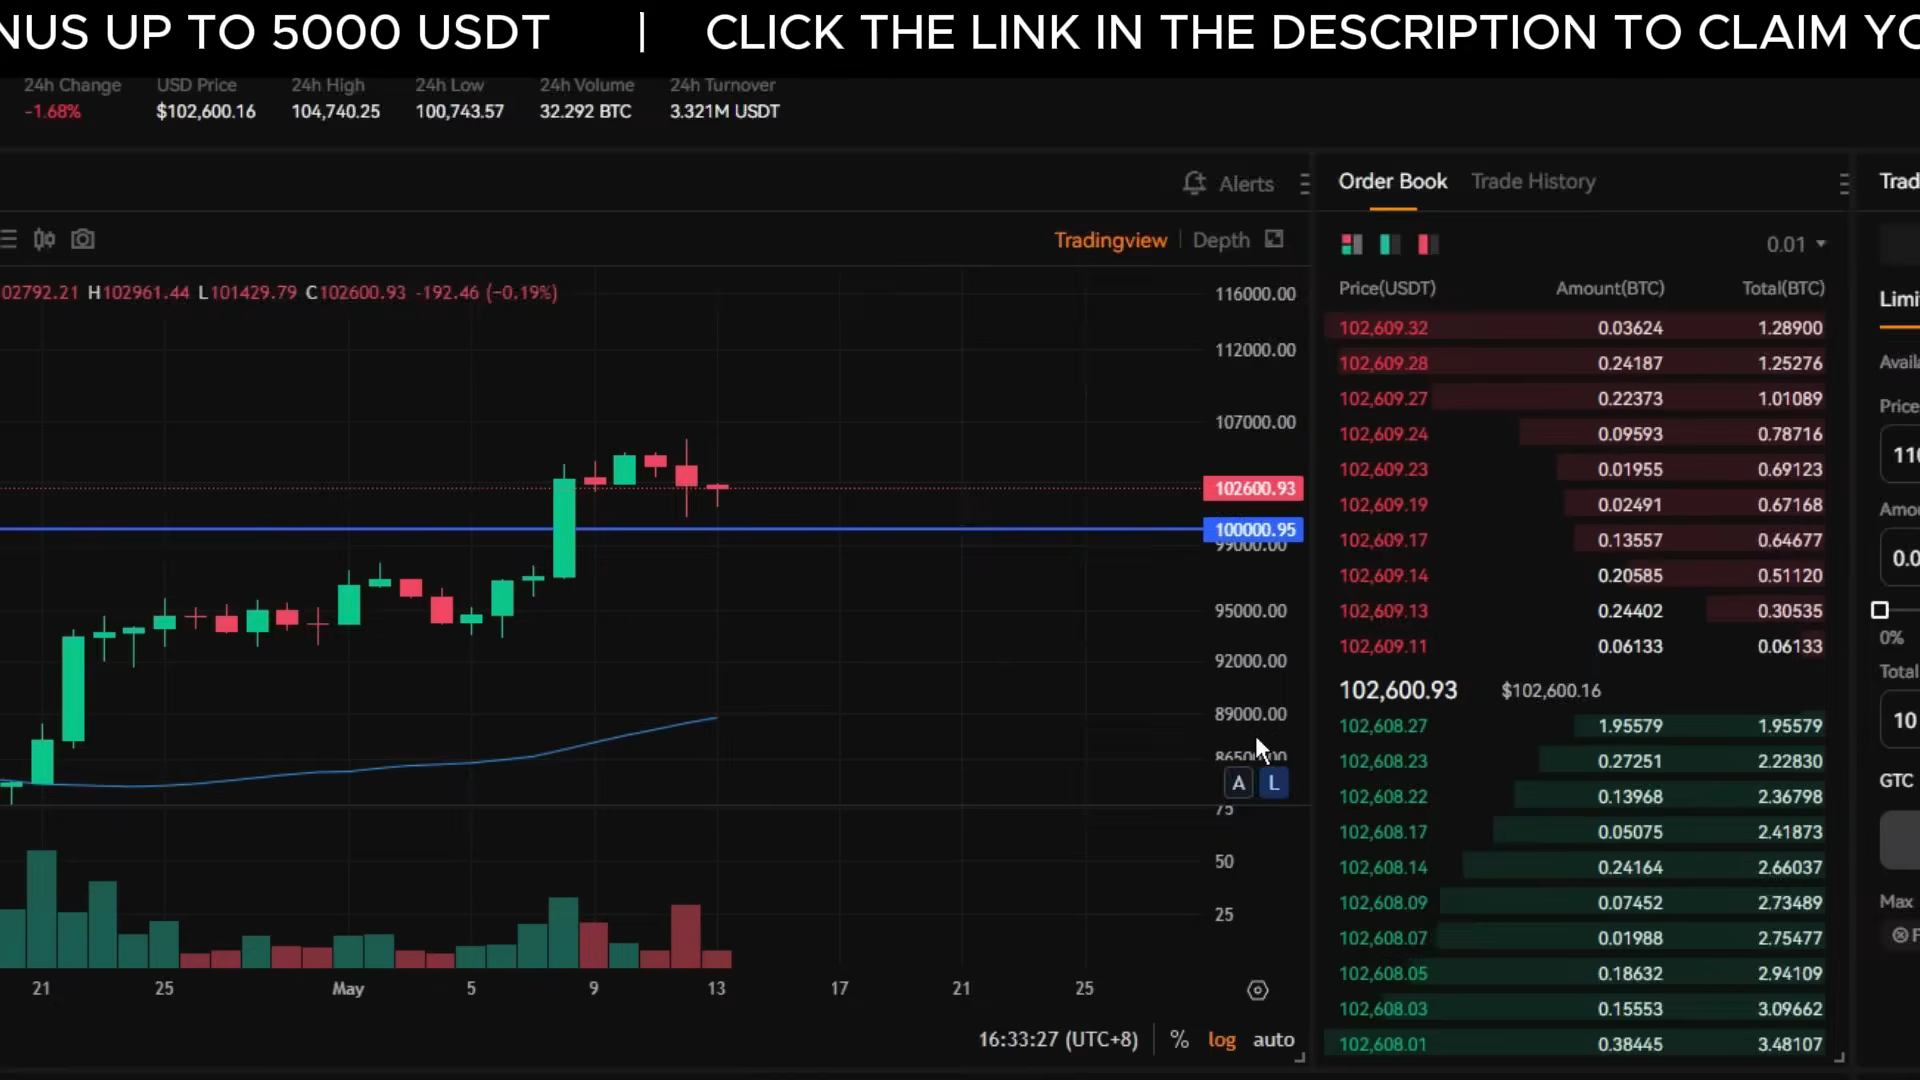 NUS UP TO 5000 USDT | CLICK THE LINK IN THE DESCRIPTION TO CLAIM YO
24h Change USD Price 24h High 24h Low 24h Volume 24h Turnover
-1.68% $102,600.16 104,740.25 100,743.57 32.292 BTC 3.321M USDT
Alerts
Order Book Trade History
Trad
Tradingview | Depth
0.01
02792.21 H102961.44 L101429.79 C102600.93 -192.46 (−0.19%)
116000.00
112000.00
107000.00
102600.93
100000.95
99000.00
95000.00
92000.00
89000.00
A L
75
50
25
21 25 May 5 9 13 17 21 25
16:33:27 (UTC+8) % log auto
Price(USDT) Amount(BTC) Total(BTC)
102,609.32 0.03624 1.28900
102,609.28 0.24187 1.25276
102,609.27 0.22373 1.01089
102,609.24 0.09593 0.78716
102,609.23 0.01955 0.69123
102,609.19 0.02491 0.67168
102,609.17 0.13557 0.64677
102,609.14 0.20585 0.51120
102,609.13 0.24402 0.30535
102,609.11 0.06133 0.06133
102,600.93 $102,600.16
102,608.27 1.95579 1.95579
102,608.23 0.27251 2.22830
102,608.22 0.13968 2.36798
102,608.17 0.05075 2.41873
102,608.14 0.24164 2.66037
102,608.09 0.07452 2.73489
102,608.07 0.01988 2.75477
102,608.05 0.18632 2.94109
102,608.03 0.15553 3.09662
102,608.01 0.38445 3.48107
Limi
Availa
Price
110
Amou
0.0
0%
Total
10
GTC
Max
F